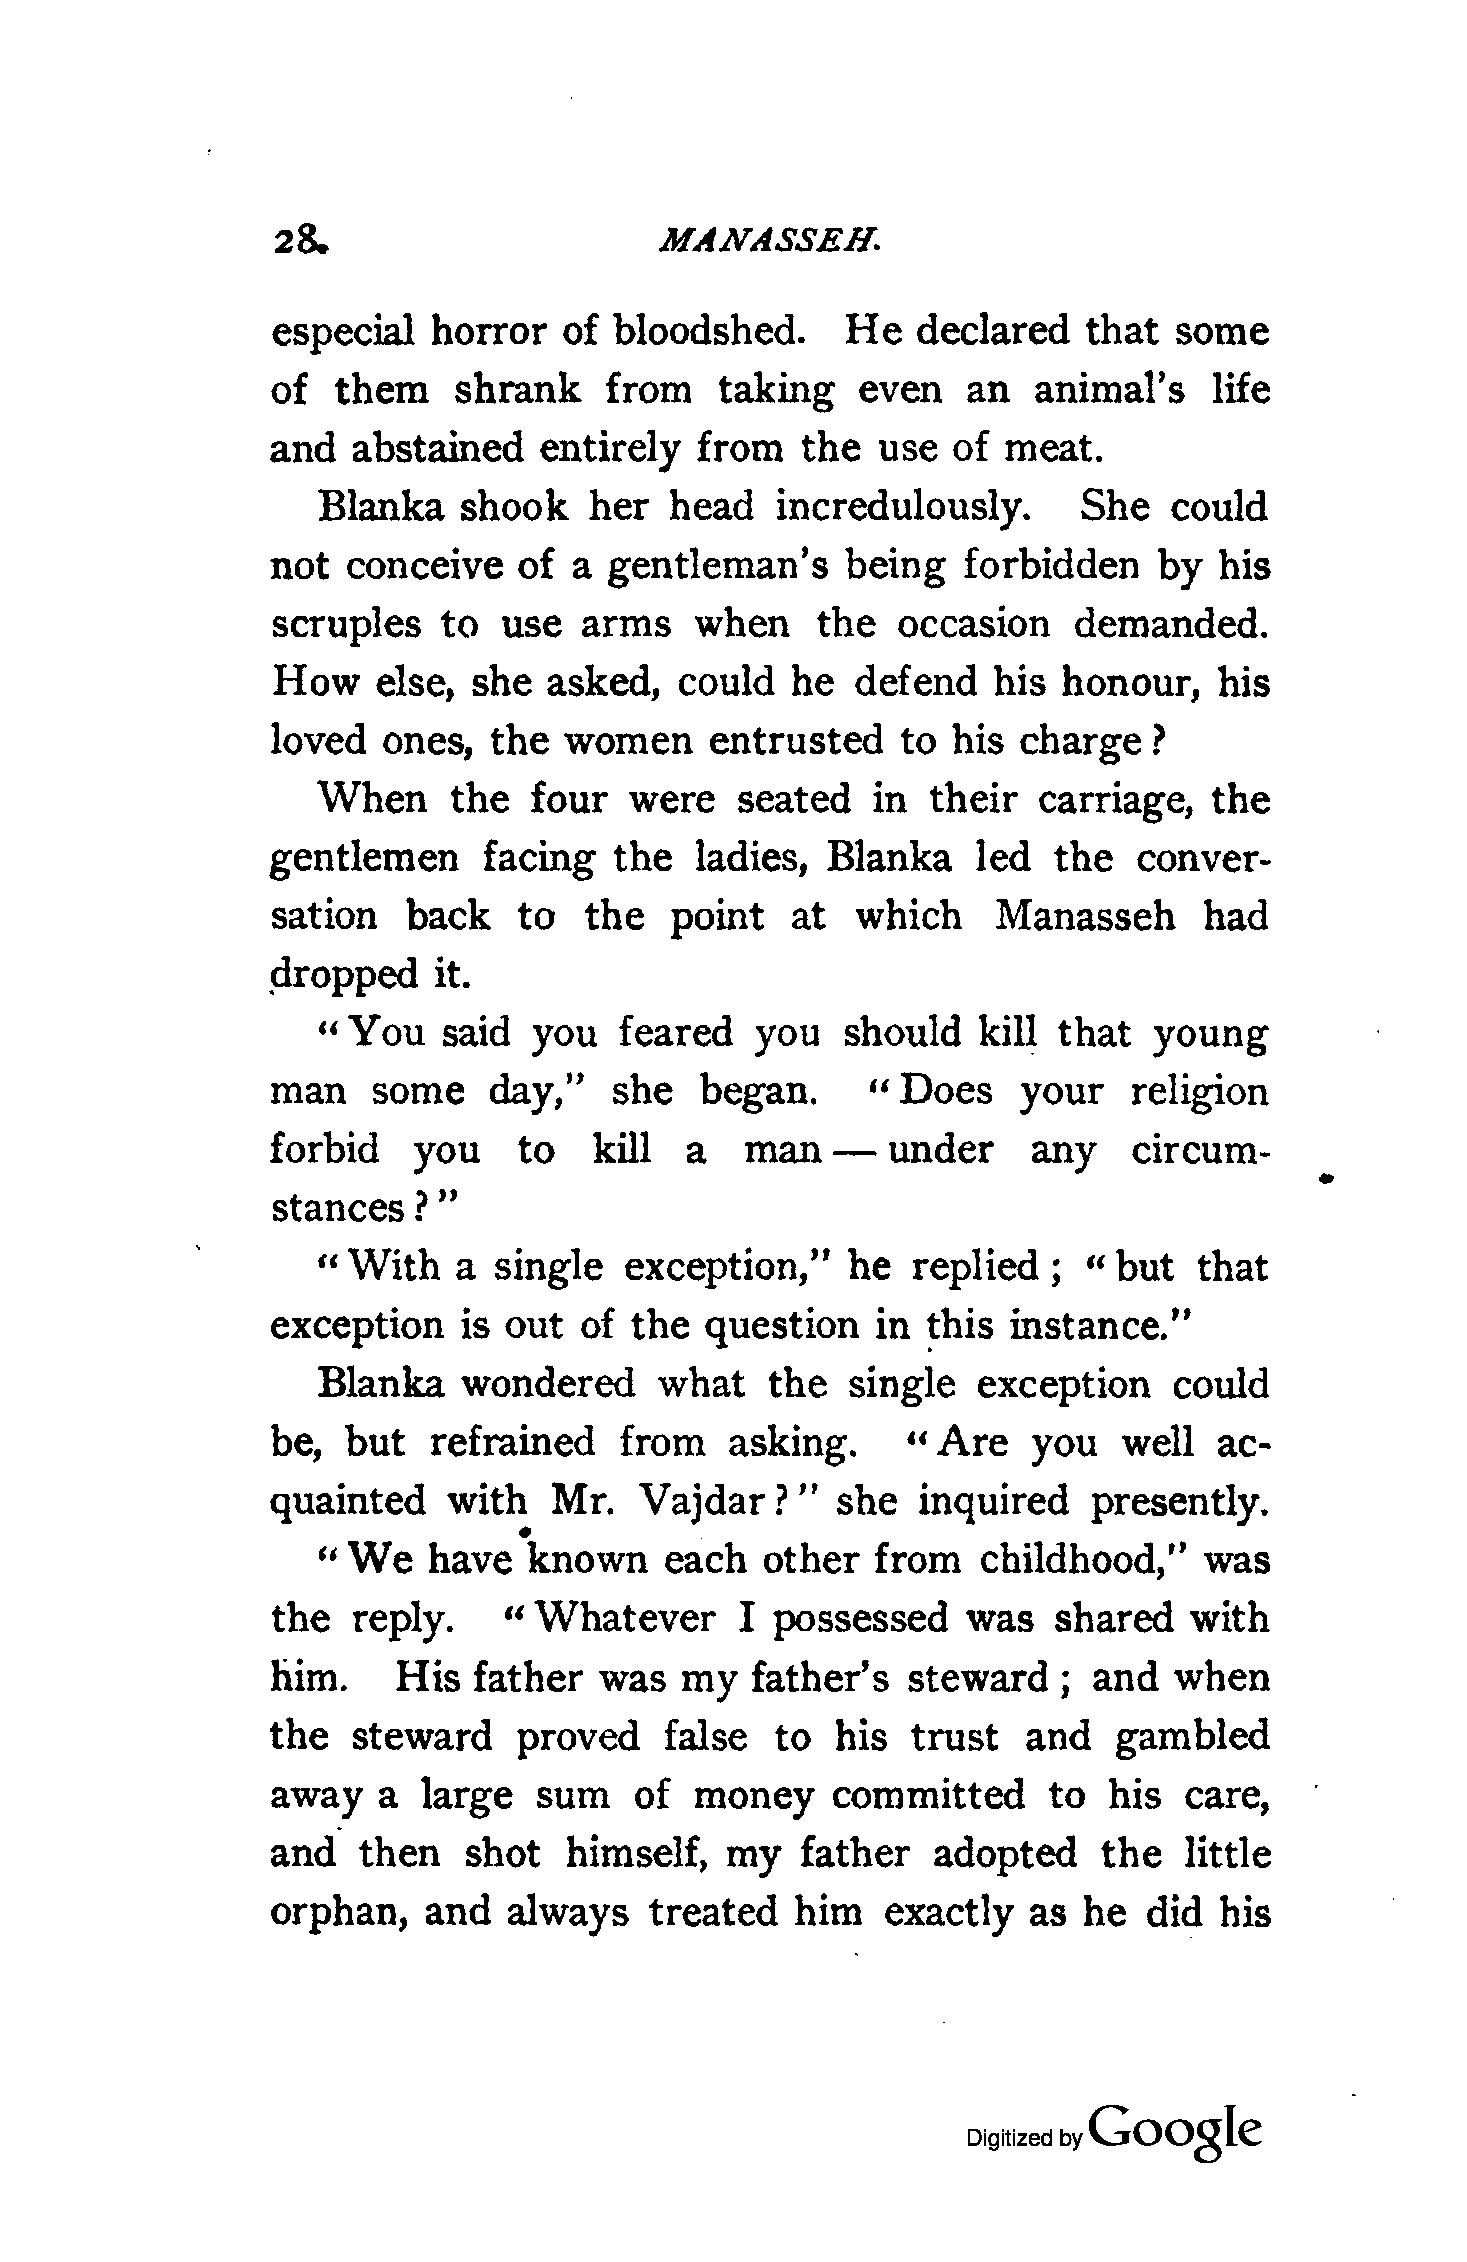 28. MANASSEH.
especial horror of bloodshed. He declared that some
of them shrank from taking even an animal's life
and abstained entirely from the use of meat.
Blanka shook her head incredulously. She could
not conceive of a gentleman's being forbidden by his
scruples to use arms when the occasion demanded.
How else, she asked, could he defend his honour, his
loved ones, the women entrusted to his charge?
When the four were seated in their carriage, the
gentlemen facing the ladies, Blanka led the conver-
sation back to the point at which Manasseh had
dropped it.
"You said you feared you should kill that young
man some day," she began. "Does your religion
forbid you to kill a man — under any circum-
stances?"
"With a single exception," he replied; "but that
exception is out of the question in this instance."
Blanka wondered what the single exception could
be, but refrained from asking. "Are you well ac-
quainted with Mr. Vajdar?" she inquired presently.
"We have known each other from childhood," was
the reply. "Whatever I possessed was shared with
him. His father was my father's steward; and when
the steward proved false to his trust and gambled
away a large sum of money committed to his care,
and then shot himself, my father adopted the little
orphan, and always treated him exactly as he did his
Digitized by Google